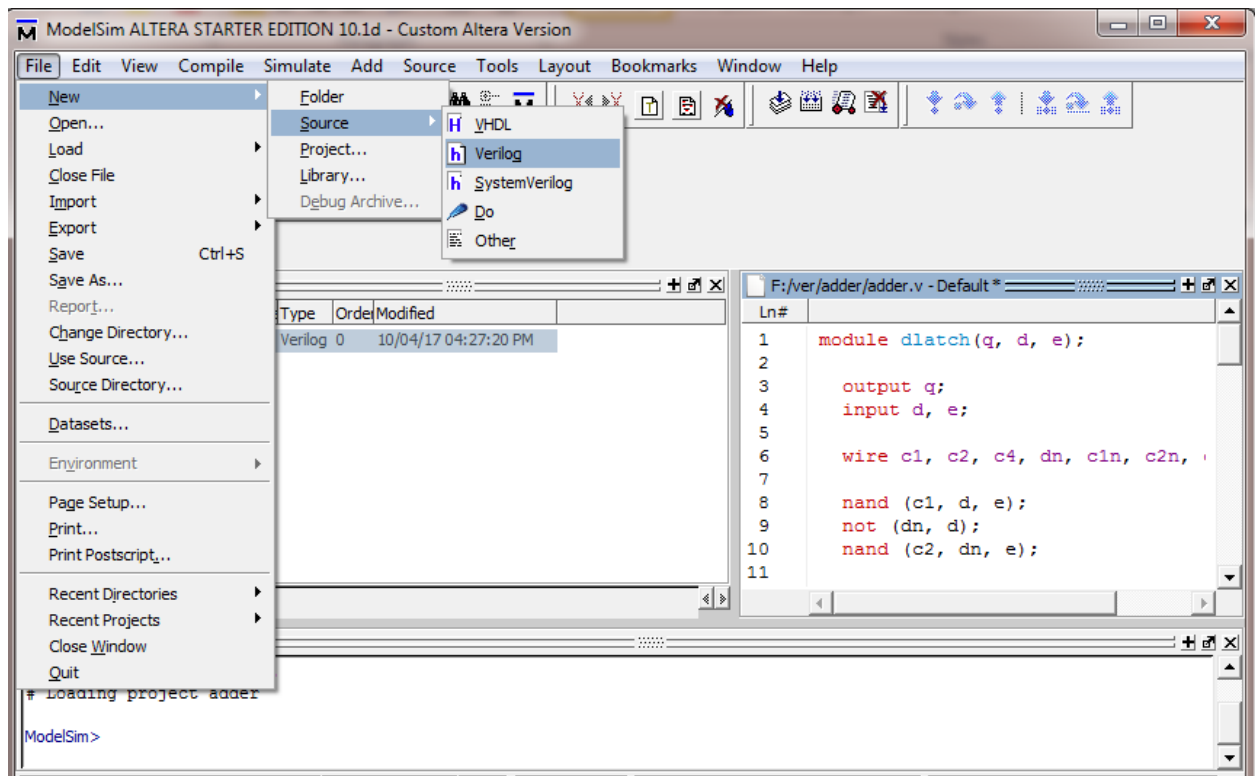 ModelSim ALTERA STARTER EDITION 10.1d - Custom Altera Version
File Edit View Compile Simulate Add Source Tools Layout Bookmarks Window Help
New
Open...
Load
Close File
Import
Export
Save Ctrl+S
Save As...
Report...
Change Directory...
Use Source...
Source Directory...
Datasets...
Environment
Page Setup...
Print...
Print Postscript...
Recent Directories
Recent Projects
Close Window
Quit
Folder
Source
Project...
Library...
Debug Archive...
VHDL
Verilog
SystemVerilog
Do
Other
Type Order Modified
Verilog 0 10/04/17 04:27:20 PM
F:/ver/adder/adder.v - Default *
Ln#
1 module dlatch(q, d, e);
2
3 output q;
4 input d, e;
5
6 wire c1, c2, c4, dn, c1n, c2n,
7
8 nand (c1, d, e);
9 not (dn, d);
10 nand (c2, dn, e);
11
# Loading project adder
ModelSim>